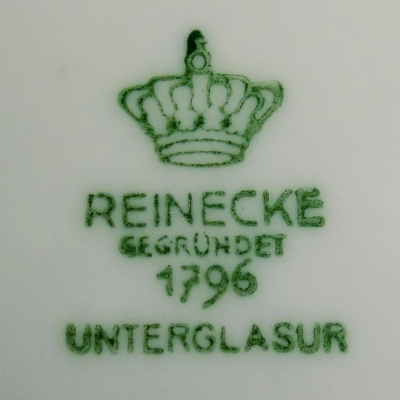 REINECKE
GEGRÜNDET
1796
UNTERGLASUR